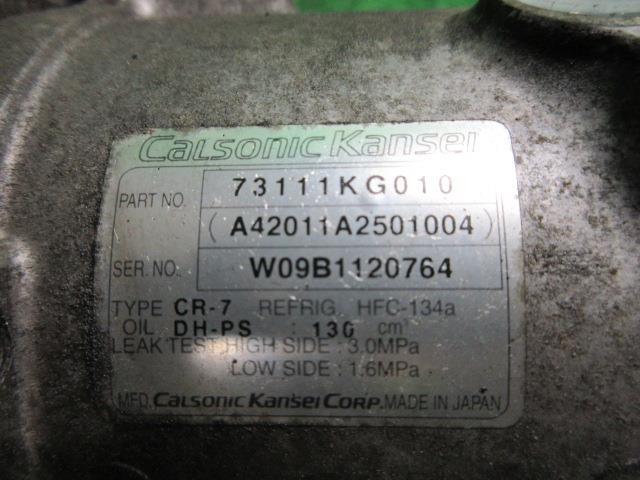 Calsonic Kansei
PART NO. 73111KG010
(A42011A2501004)
SER. NO. W09B1120764
TYPE CR-7 REFRIG. HFC-134a
OIL DH-PS : 130 cm³
LEAK TEST HIGH SIDE : 3.0MPa
LOW SIDE : 1.6MPa
MFD. CALSONIC KANSEI CORP. MADE IN JAPAN